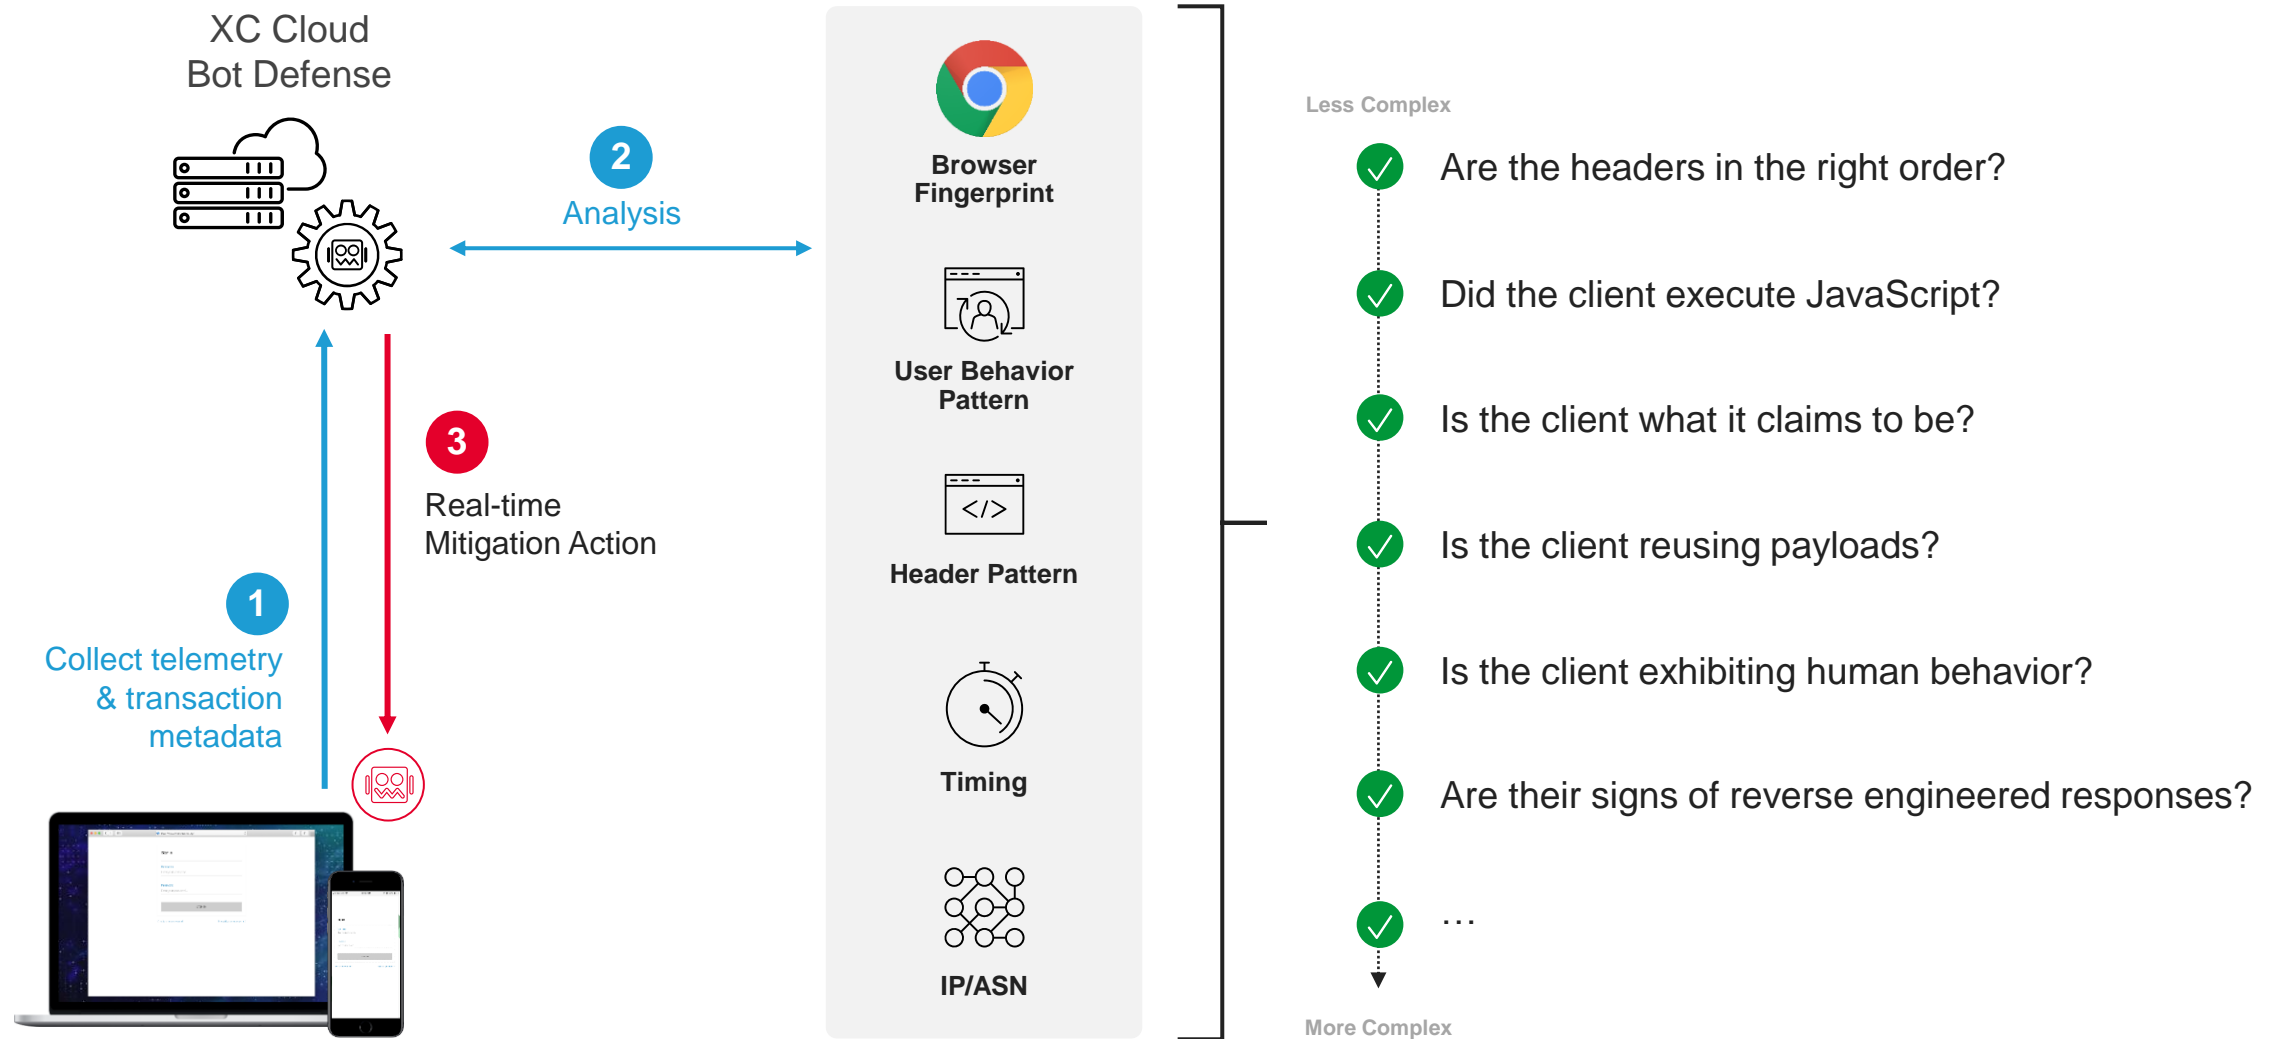 XC Cloud
Bot Defense
2
Analysis
3
Real-time
Mitigation Action
1
Collect telemetry
& transaction
metadata
Browser
Fingerprint
User Behavior
Pattern
</>
Header Pattern
Timing
IP/ASN
Less Complex
Are the headers in the right order?
Did the client execute JavaScript?
Is the client what it claims to be?
Is the client reusing payloads?
Is the client exhibiting human behavior?
Are their signs of reverse engineered responses?
...
More Complex